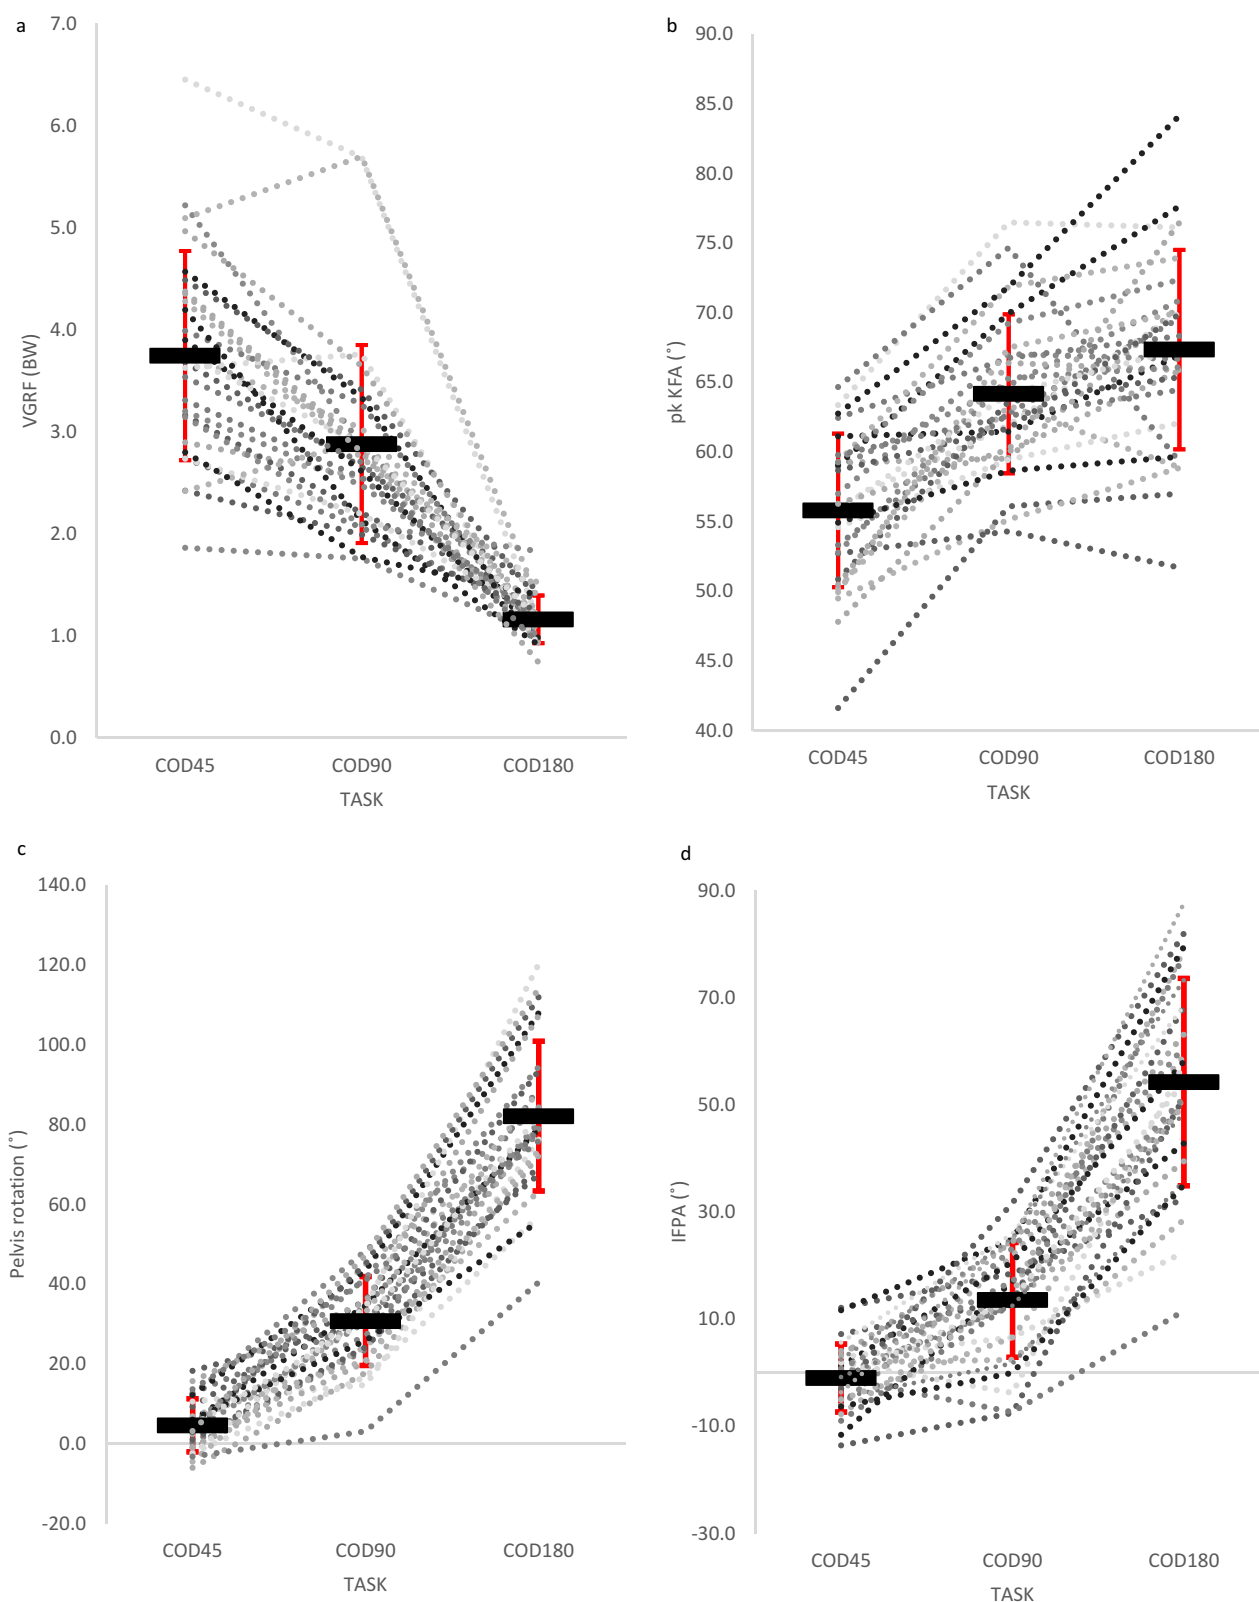 a
7.0
6.0
5.0
4.0
3.0
2.0
1.0
0.0
VGRF (BW)
COD45 COD90 COD180
TASK
b
90.0
85.0
80.0
75.0
70.0
65.0
60.0
55.0
50.0
45.0
40.0
pk KFA (˚)
COD45 COD90 COD180
TASK
c
140.0
120.0
100.0
80.0
60.0
40.0
20.0
0.0
-20.0
Pelvis rotation (˚)
COD45 COD90 COD180
TASK
d
90.0
70.0
50.0
30.0
10.0
-10.0
-30.0
IFPA (˚)
COD45 COD90 COD180
TASK